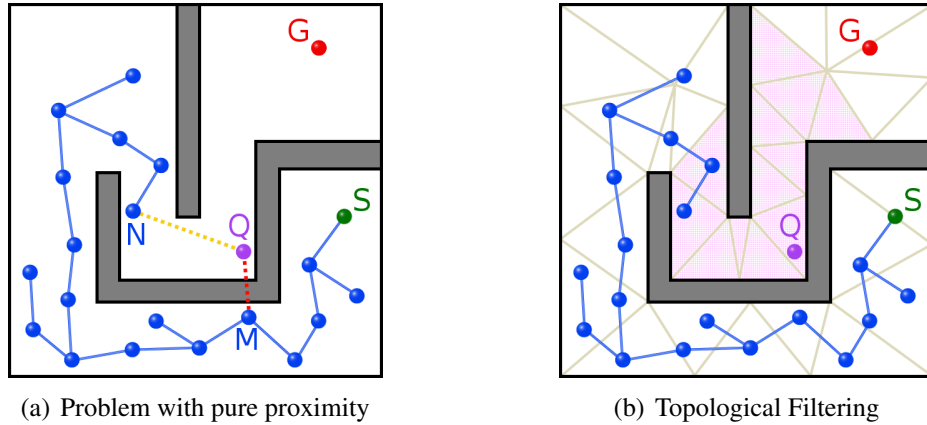 G
S
Q
N
M
(a) Problem with pure proximity
G
S
Q
(b) Topological Filtering